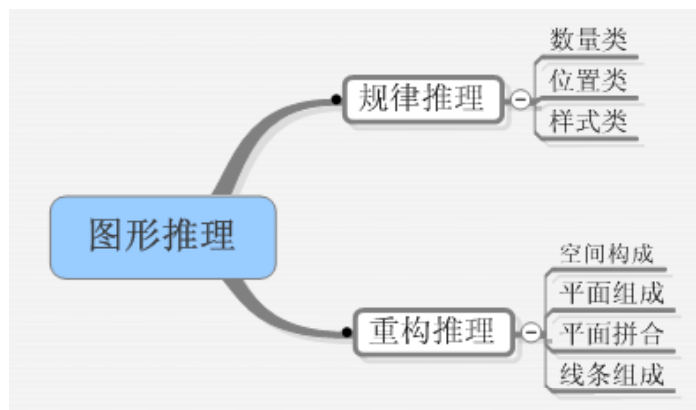 图形推理
规律推理
数量类
位置类
样式类
重构推理
空间构成
平面组成
平面拼合
线条组成